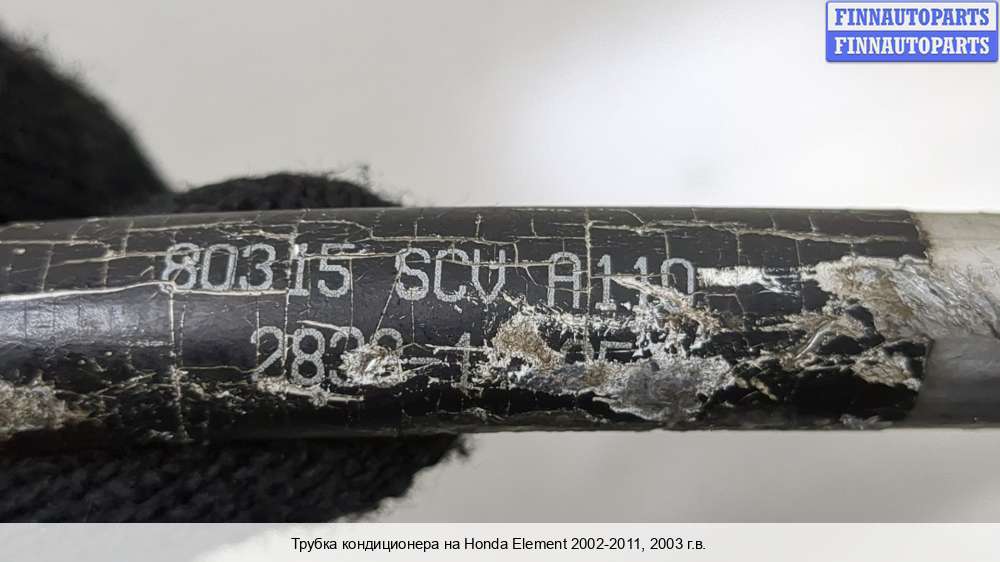 FINNAUTOPARTS
FINNAUTOPARTS
80315 SCV A110
Трубка кондиционера на Honda Element 2002-2011, 2003 г.в.